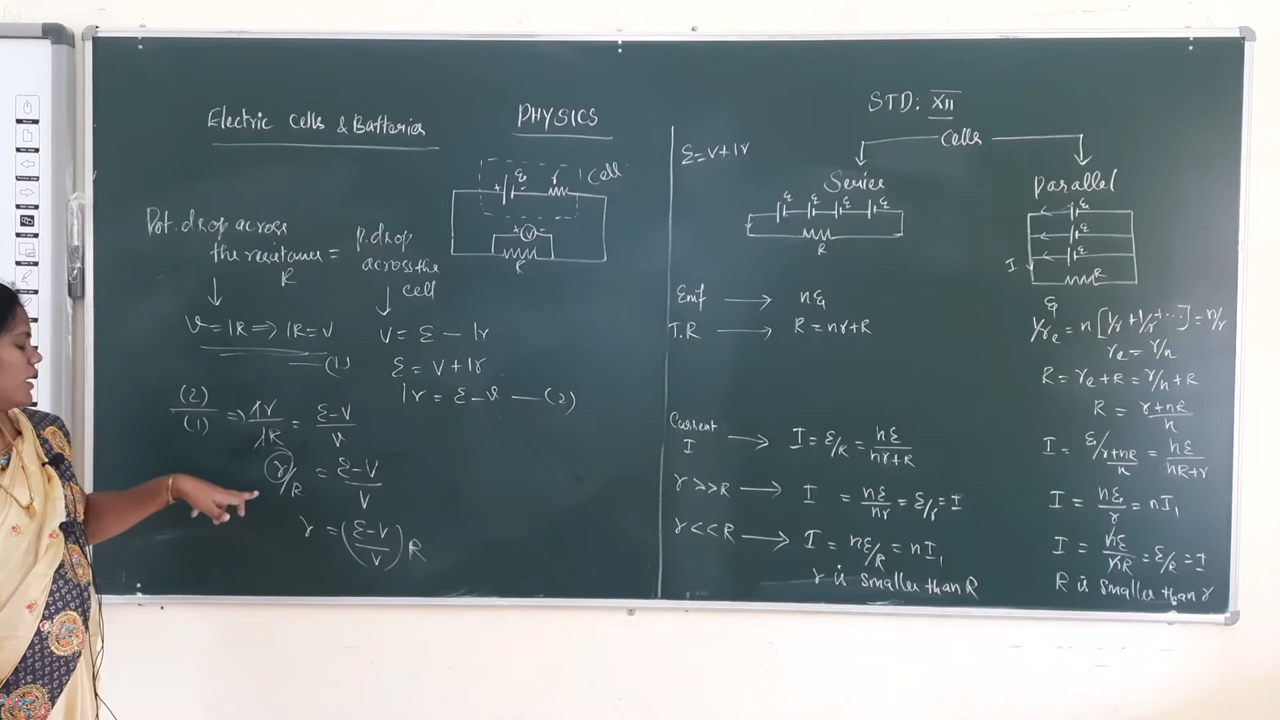 Electric Cells & Batteries
PHYSICS
STD: XII
ε r Cell
+ -
+ V -
R
Pot. drop across
the resistance =
R
p.drop
across the
cell
V = IR ⇒ IR = V
——(1)
V = ε – Ir
ε = V + Ir
Ir = ε – V — (2)
(2)/(1) ⇒ Ir/IR = ε–V/V
r/R = ε–V/V
r = (ε–V/V) R
ε = V + Ir
Cells
Series
ε ε ε ε
R
Emf → nε
T.R → R = nr + R
Current
I → I = ε/R = nε/nr+R
r >> R → I = nε/nr = ε/r = I
r << R → I = nε/R = nI₁
r is smaller than R
Parallel
ε
ε
ε
I
R
1/rₑ = n [1/r + 1/r + ...] = n/r
rₑ = r/n
R = rₑ + R = r/n + R
R = r+nR/n
I = ε/r+nR/n = nε/nR+r
I = nε/r = nI₁
I = nε/nR = ε/R = I
R is smaller than r